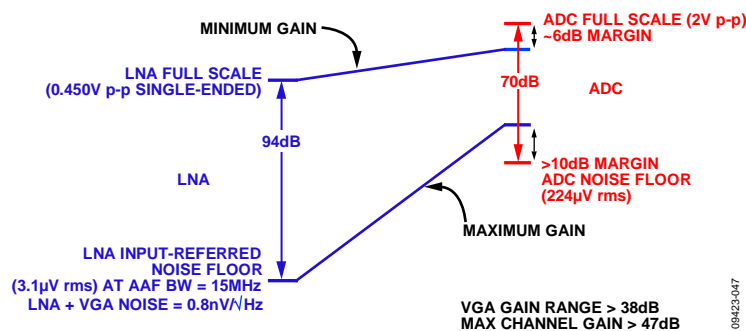 MINIMUM GAIN
ADC FULL SCALE (2V p-p)
~6dB MARGIN
LNA FULL SCALE
(0.450V p-p SINGLE-ENDED)
70dB
ADC
94dB
LNA
>10dB MARGIN
ADC NOISE FLOOR
(224µV rms)
MAXIMUM GAIN
LNA INPUT-REFERRED
NOISE FLOOR
(3.1µV rms) AT AAF BW = 15MHz
LNA + VGA NOISE = 0.8nV/√Hz
VGA GAIN RANGE > 38dB
MAX CHANNEL GAIN > 47dB
09423-047